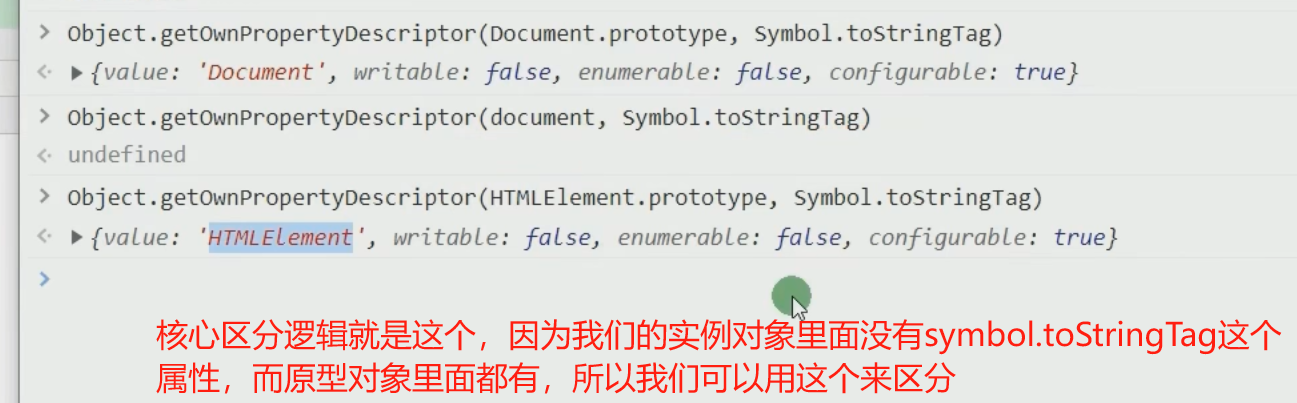 > Object.getOwnPropertyDescriptor(Document.prototype, Symbol.toStringTag)
<· ▶{value: 'Document', writable: false, enumerable: false, configurable: true}
> Object.getOwnPropertyDescriptor(document, Symbol.toStringTag)
<· undefined
> Object.getOwnPropertyDescriptor(HTMLElement.prototype, Symbol.toStringTag)
<· ▶{value: 'HTMLElement', writable: false, enumerable: false, configurable: true}
>
核心区分逻辑就是这个，因为我们的实例对象里面没有symbol.toStringTag这个
属性，而原型对象里面都有，所以我们可以用这个来区分